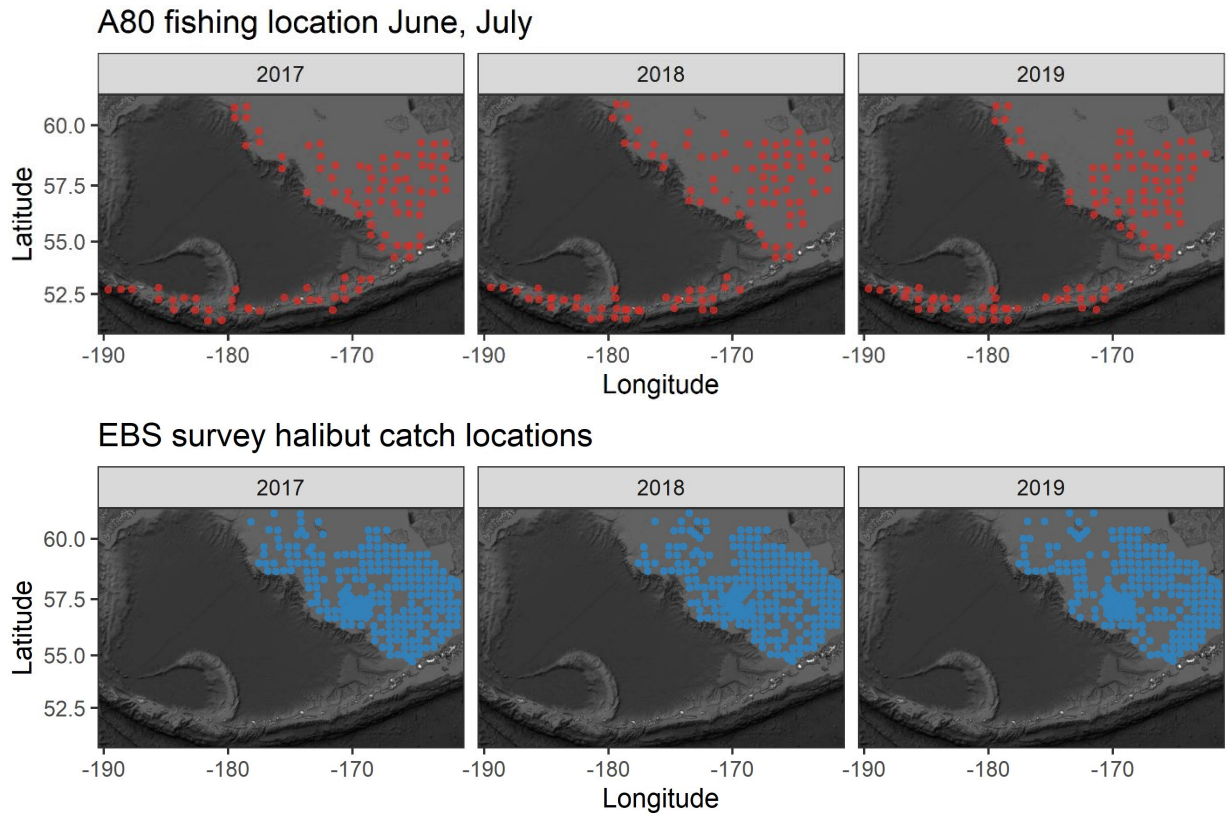 A80 fishing location June, July
2017 2018 2019
60.0
57.5
55.0
52.5
Latitude
-190 -180 -170 -190 -180 -170 -190 -180 -170
Longitude
EBS survey halibut catch locations
2017 2018 2019
60.0
57.5
55.0
52.5
Latitude
-190 -180 -170 -190 -180 -170 -190 -180 -170
Longitude